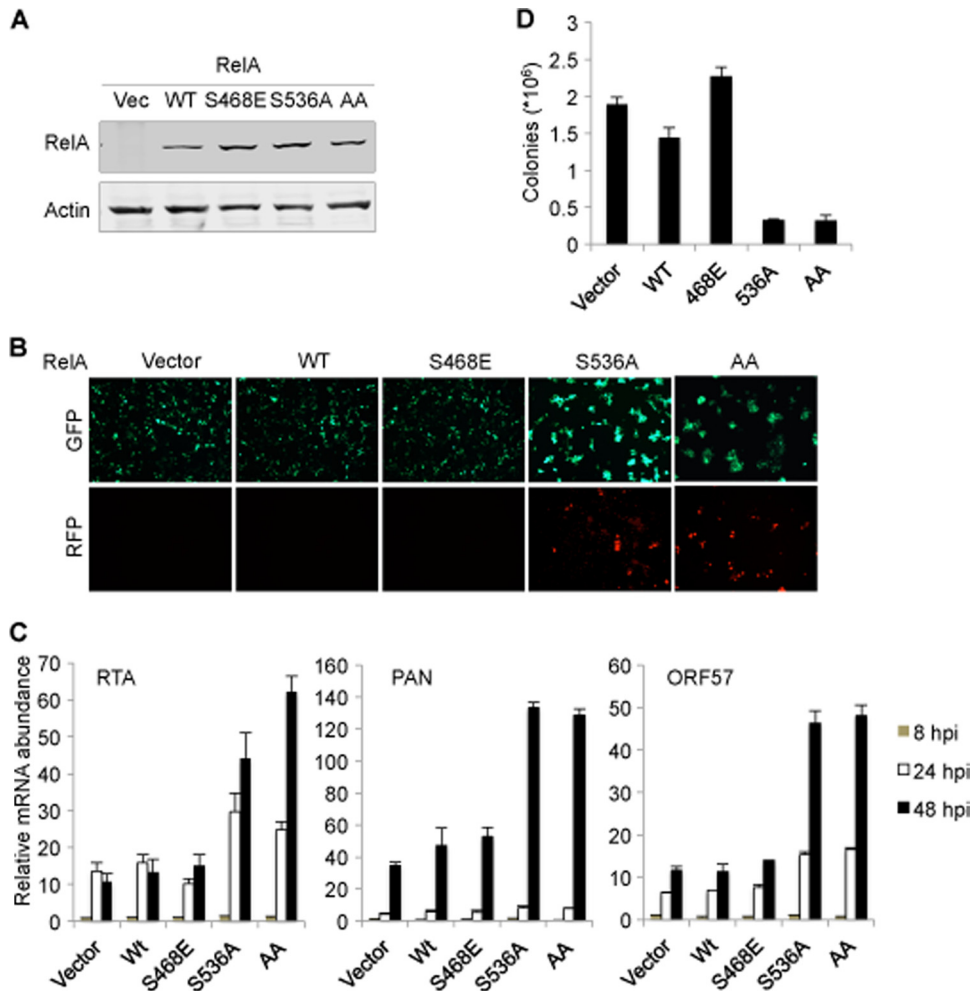 A
RelA
Vec WT S468E S536A AA
RelA
Actin
D
Colonies (*10⁶)
3
2.5
2
1.5
1
0.5
0
Vector WT 468E 536A AA
B
RelA Vector WT S468E S536A AA
GFP
RFP
C
Relative mRNA abundance
RTA
70
60
50
40
30
20
10
0
Vector Wt S468E S536A AA
PAN
160
140
120
100
80
60
40
20
0
Vector Wt S468E S536A AA
ORF57
60
50
40
30
20
10
0
Vector Wt S468E S536A AA
8 hpi
24 hpi
48 hpi